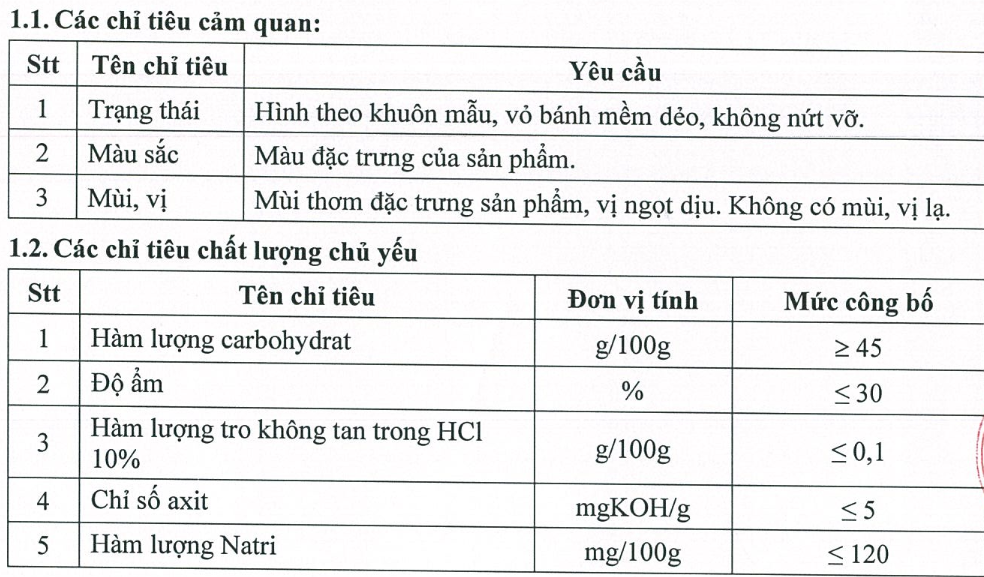 1.1. Các chỉ tiêu cảm quan:
Stt Tên chỉ tiêu Yêu cầu
1 Trạng thái Hình theo khuôn mẫu, vỏ bánh mềm dẻo, không nứt vỡ.
2 Màu sắc Màu đặc trưng của sản phẩm.
3 Mùi, vị Mùi thơm đặc trưng sản phẩm, vị ngọt dịu. Không có mùi, vị lạ.
1.2. Các chỉ tiêu chất lượng chủ yếu
Stt Tên chỉ tiêu Đơn vị tính Mức công bố
1 Hàm lượng carbohydrat g/100g ≥ 45
2 Độ ẩm % ≤ 30
3 Hàm lượng tro không tan trong HCl
10% g/100g ≤ 0,1
4 Chỉ số axit mgKOH/g ≤ 5
5 Hàm lượng Natri mg/100g ≤ 120